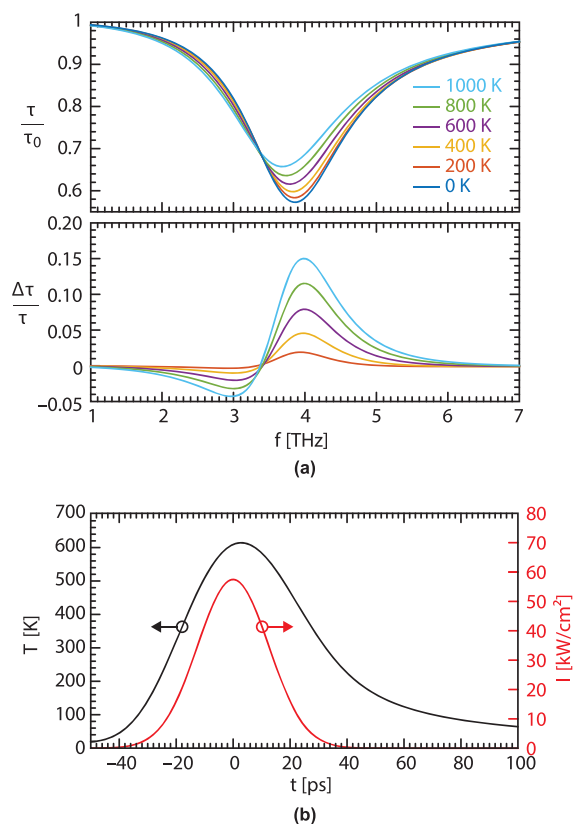 1
0.9
0.8
0.7
0.6
τ
τ0
1000 K
800 K
600 K
400 K
200 K
0 K
0.20
0.15
0.10
0.05
0
−0.05
Δτ
τ
1 2 3 4 5 6 7
f [THz]
(a)
700
600
500
400
300
200
100
0
T [K]
80
70
60
50
40
30
20
10
0
I [kW/cm²]
−40 −20 0 20 40 60 80 100
t [ps]
(b)